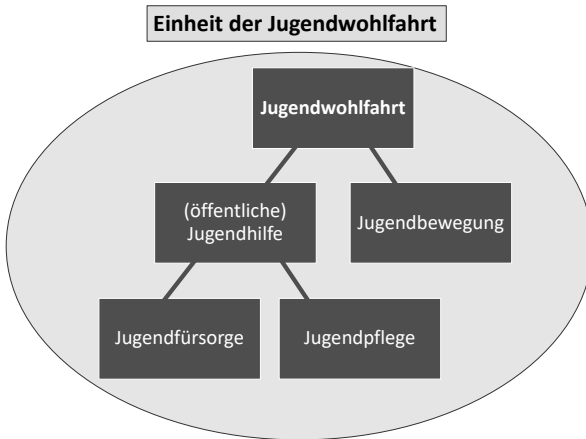 Einheit der Jugendwohlfahrt
Jugendwohlfahrt
(öffentliche)
Jugendhilfe
Jugendbewegung
Jugendfürsorge
Jugendpflege